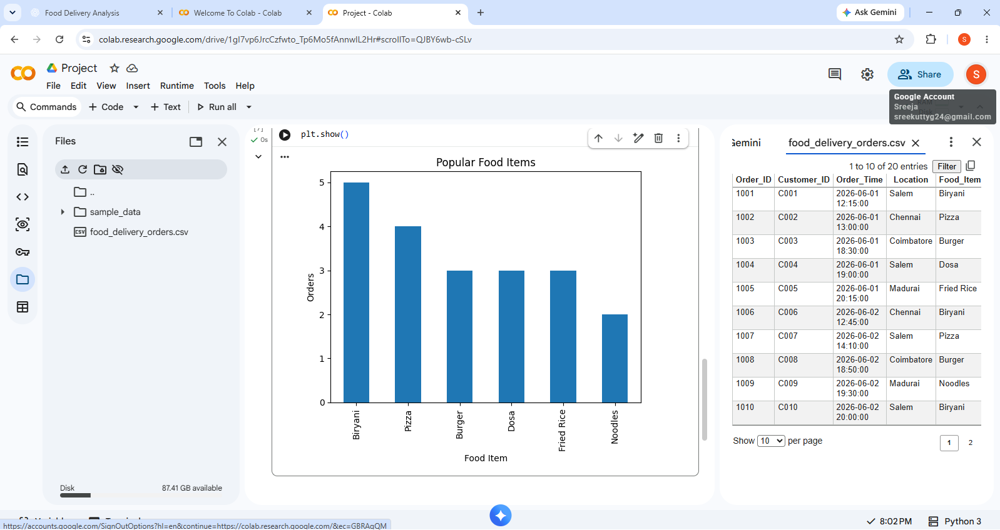 Food Delivery Analysis
Welcome To Colab - Colab
Project - Colab
Ask Gemini
colab.research.google.com/drive/1gI7vp6JrcCzfwto_Tp6Mo5fAnnwlL2Hr#scrollTo=QJBY6wb-cSLv
S
Project
File Edit View Insert Runtime Tools Help
Share
S
Google Account
Sreeja
sreekuttyg24@gmail.com
Commands + Code + Text Run all
Files
..
sample_data
CSV food_delivery_orders.csv
Disk 87.41 GB available
[7]
0s
plt.show()
Popular Food Items
5
4
3
2
1
0
Orders
Biryani
Pizza
Burger
Dosa
Fried Rice
Noodles
Food Item
Gemini
food_delivery_orders.csv
1 to 10 of 20 entries Filter
Order_ID Customer_ID Order_Time Location Food_Item
1001 C001 2026-06-01 Salem Biryani
12:15:00
1002 C002 2026-06-01 Chennai Pizza
13:00:00
1003 C003 2026-06-01 Coimbatore Burger
18:30:00
1004 C004 2026-06-01 Salem Dosa
19:00:00
1005 C005 2026-06-01 Madurai Fried Rice
20:15:00
1006 C006 2026-06-02 Chennai Biryani
12:45:00
1007 C007 2026-06-02 Salem Pizza
14:10:00
1008 C008 2026-06-02 Coimbatore Burger
18:50:00
1009 C009 2026-06-02 Madurai Noodles
19:30:00
1010 C010 2026-06-02 Salem Biryani
20:00:00
Show 10 per page
1 2
https://accounts.google.com/SignOutOptions?hl=en&continue=https://colab.research.google.com/&ec=GBRAqQM
8:02 PM
Python 3